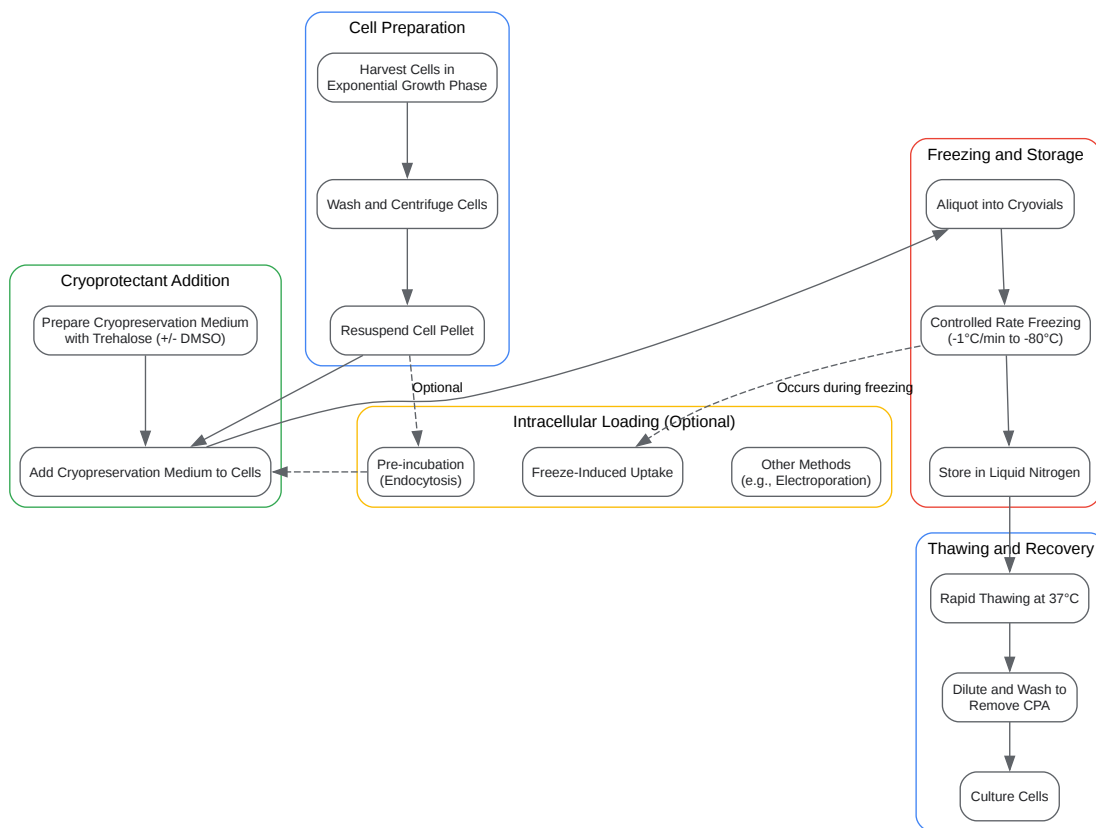 Cell Preparation
Harvest Cells in
Exponential Growth Phase
Wash and Centrifuge Cells
Resuspend Cell Pellet
Cryoprotectant Addition
Prepare Cryopreservation Medium
with Trehalose (+/- DMSO)
Add Cryopreservation Medium to Cells
Optional
Intracellular Loading (Optional)
Pre-incubation
(Endocytosis)
Freeze-Induced Uptake
Other Methods
(e.g., Electroporation)
Occurs during freezing
Freezing and Storage
Aliquot into Cryovials
Controlled Rate Freezing
(-1°C/min to -80°C)
Store in Liquid Nitrogen
Thawing and Recovery
Rapid Thawing at 37°C
Dilute and Wash to
Remove CPA
Culture Cells